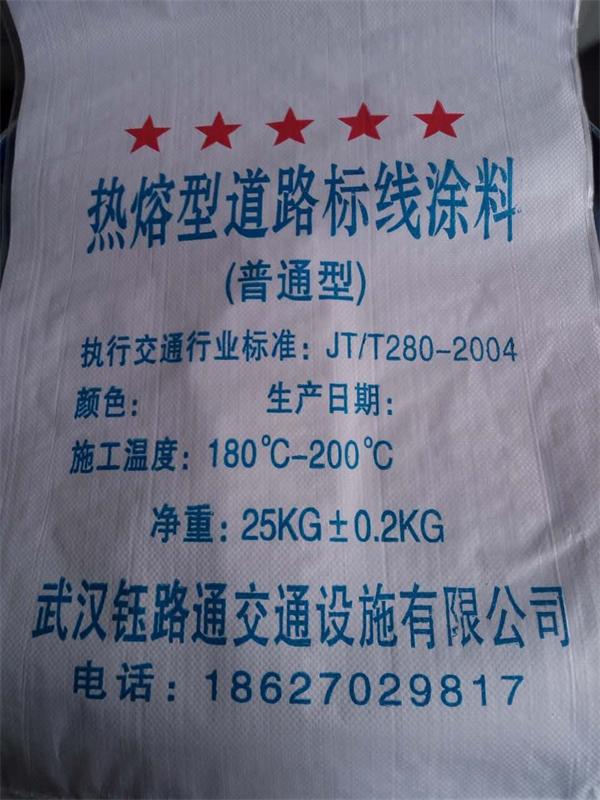 热熔型道路标线涂料
(普通型)
执行交通行业标准: JT/T280-2004
颜色: 生产日期:
施工温度: 180℃-200℃
净重: 25KG±0.2KG
武汉钰路通交通设施有限公司
电话: 18627029817